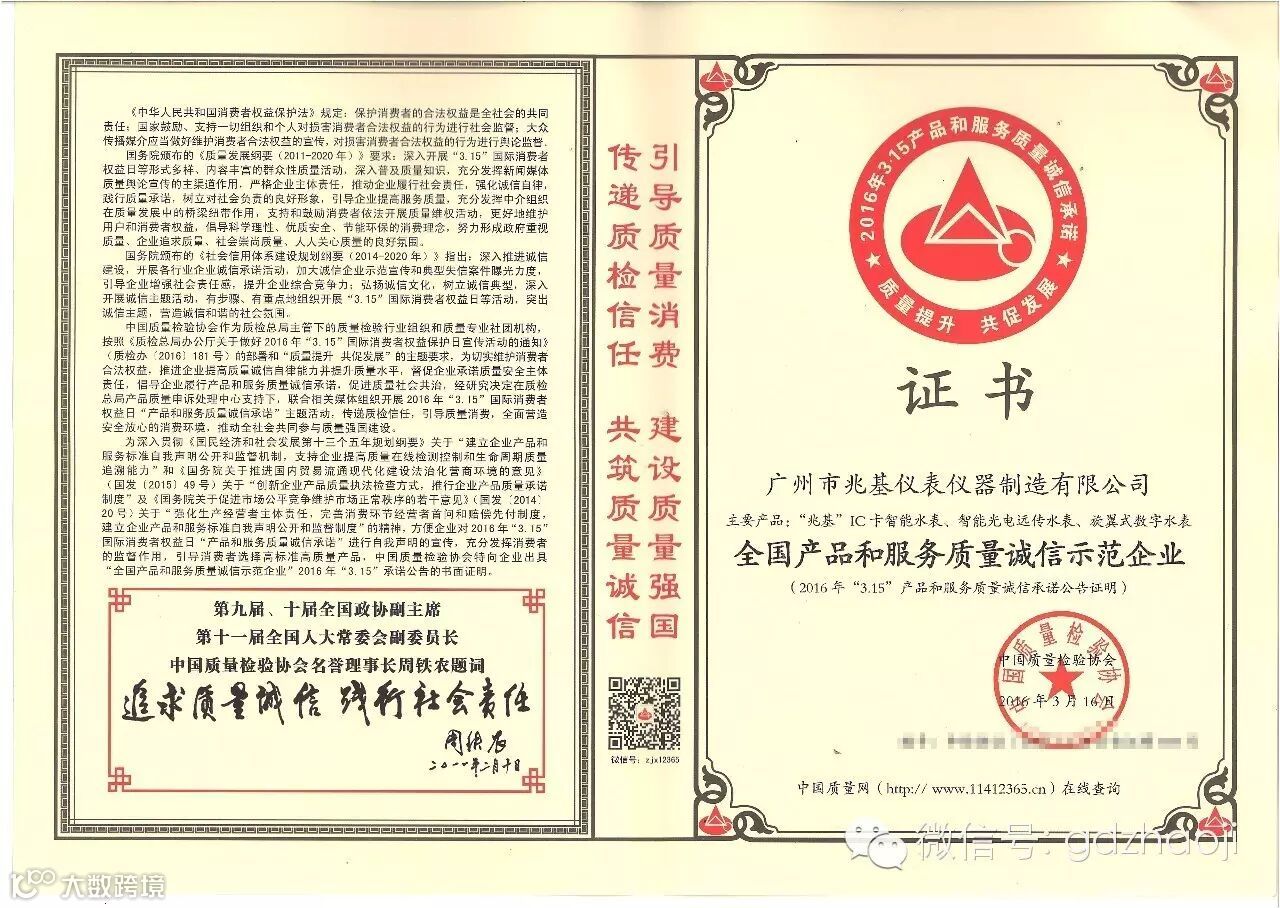 《中华人民共和国消费者权益保护法》规定：保护消费者的合法权益是全社会的共同
责任；国家鼓励、支持一切组织和个人对损害消费者合法权益的行为进行社会监督；大众
传播媒介应当做好维护消费者合法权益的宣传，对损害消费者合法权益的行为进行舆论监督。
国务院颁布的《质量发展纲要（2011-2020年）》要求：深入开展“3.15”国际消费者
权益日等形式多样、内容丰富的群众性质量活动，深入普及质量知识，充分发挥新闻媒体
质量舆论宣传的主渠道作用，严格企业主体责任，推动企业履行社会责任，强化诚信自律，
践行质量承诺，树立对社会负责的良好形象，引导企业提高服务质量，充分发挥中介组织
在质量发展中的桥梁纽带作用，支持和鼓励消费者依法开展质量维权活动，更好地维护
用户和消费者权益，倡导科学理性、优质安全、节能环保的消费理念，努力形成政府重视
质量、企业追求质量、社会崇尚质量、人人关心质量的良好氛围。
国务院颁布的《社会信用体系建设规划纲要（2014-2020年）》指出：深入推进诚信
建设，开展各行业企业诚信承诺活动，加大诚信企业示范宣传和典型失信案件曝光力度，
引导企业增强社会责任感，提升企业综合竞争力；弘扬诚信文化，树立诚信典型，深入
开展诚信主题活动，有步骤、有重点地组织开展“3.15”国际消费者权益日等活动，突出
诚信主题，营造诚信和谐的社会氛围。
中国质量检验协会作为质检总局主管下的质量检验行业组织和质量专业社团机构，
按照《质检总局办公厅关于做好2016年“3.15”国际消费者权益保护日宣传活动的通知》
（质检办〔2016〕181号）的部署和“质量提升 共促发展”的主题要求，为切实维护消费者
合法权益，推进企业提高质量诚信自律能力并提升质量水平，督促企业承诺质量安全主体
责任，倡导企业履行产品和服务质量诚信承诺，促进质量社会共治，经研究决定在质检
总局产品质量申诉处理中心支持下，联合相关媒体组织开展2016年“3.15”国际消费者
权益日“产品和服务质量诚信承诺”主题活动，传递质检信任，引导质量消费，全面营造
安全放心的消费环境，推动全社会共同参与质量强国建设。
为深入贯彻《国民经济和社会发展第十三个五年规划纲要》关于“建立企业产品和
服务标准自我声明公开和监督机制，支持企业提高质量在线检测控制和生命周期质量
追溯能力”和《国务院关于推进国内贸易流通现代化建设法治化营商环境的意见》
（国发〔2015〕49号）关于“创新企业产品质量执法检查方式，推行企业产品质量承诺
制度”及《国务院关于促进市场公平竞争维护市场正常秩序的若干意见》（国发〔2014〕
20号）关于“强化生产经营者主体责任，完善消费环节经营者首问和赔偿先付制度，
建立企业产品和服务标准自我声明公开和监督制度”的精神，方便企业对2016年“3.15”
国际消费者权益日“产品和服务质量诚信承诺”进行自我声明的宣传，充分发挥消费者
的监督作用，引导消费者选择高标准高质量产品，中国质量检验协会特向企业出具
“全国产品和服务质量诚信示范企业”2016年“3.15”承诺公告的书面证明。
第九届、十届全国政协副主席
第十一届全国人大常委会副委员长
中国质量检验协会名誉理事长周铁农题词
追求质量诚信 践行社会责任
周铁农
二〇一一年二月十日
引导质量消费 建设质量强国
传递质检信任 共筑质量诚信
微信号：zjx12365
2016年3·15产品和服务质量诚信承诺
质量提升 共促发展
证书
广州市兆基仪表仪器制造有限公司
主要产品：“兆基”IC卡智能水表、智能光电远传水表、旋翼式数字水表
全国产品和服务质量诚信示范企业
（2016年“3.15”产品和服务质量诚信承诺公告证明）
中国质量检验协会
中国质量检验协会
2016年3月16日
中国质量网（http:// www.11412365.cn）在线查询
微信号: gdzhaoji
大数跨境